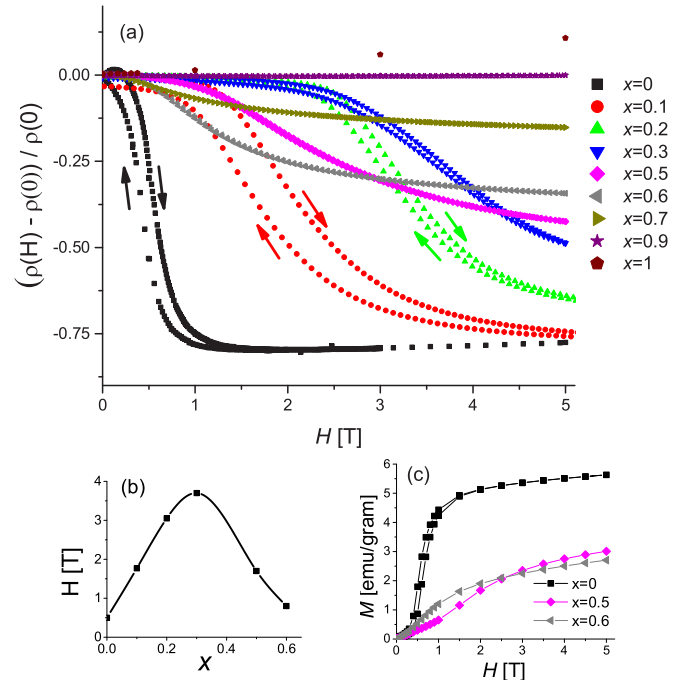 (a)
0.00
-0.25
-0.50
-0.75
(ρ(H) - ρ(0)) / ρ(0)
0 1 2 3 4 5
H [T]
x=0
x=0.1
x=0.2
x=0.3
x=0.5
x=0.6
x=0.7
x=0.9
x=1
(b)
4
3
2
1
0
H [T]
0.0 0.2 0.4 0.6
x
(c)
6
5
4
3
2
1
0
M [emu/gram]
x=0
x=0.5
x=0.6
0 1 2 3 4 5
H [T]